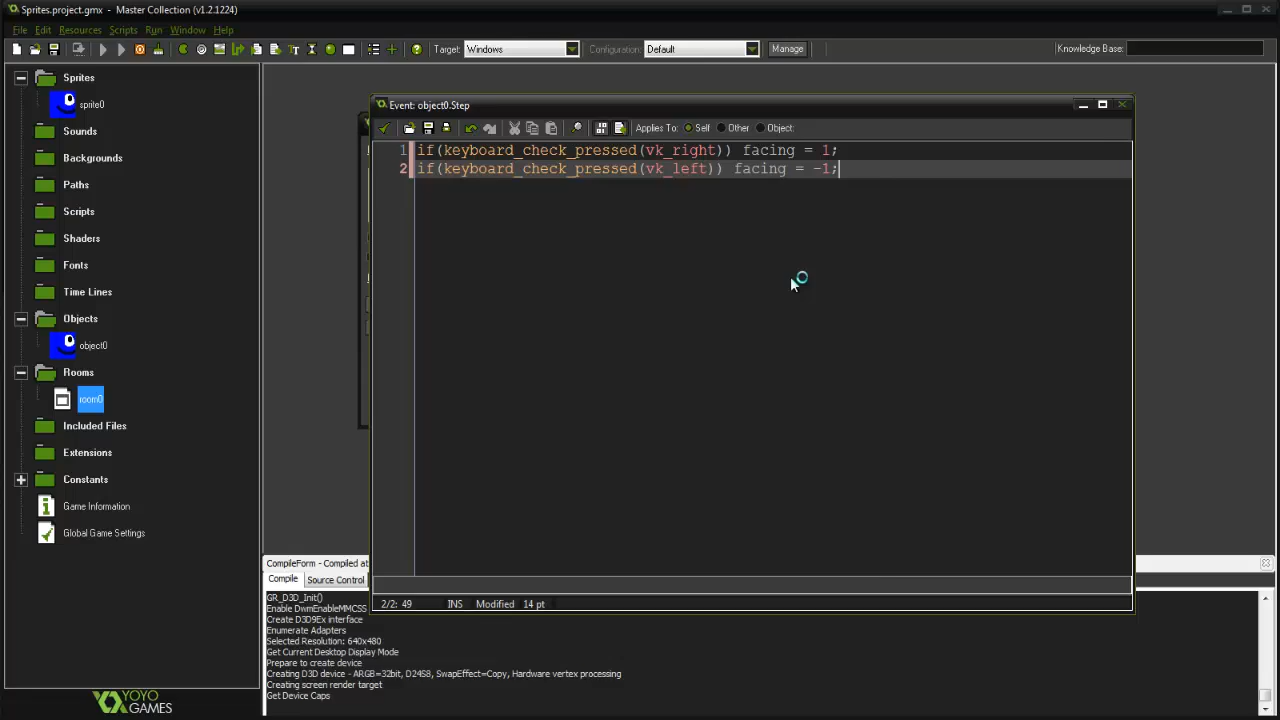 Sprites.project.gmx — Master Collection (v1.2.1224)
File Edit Resources Scripts Run Window Help
Target: Windows Configuration: Default Manage Knowledge Base:
Sprites
sprite0
Sounds
Backgrounds
Paths
Scripts
Shaders
Fonts
Time Lines
Objects
object0
Rooms
room0
Included Files
Extensions
Constants
Game Information
Global Game Settings
YOYO
GAMES
Event: object0.Step
Applies To: Self Other Object
1 if(keyboard_check_pressed(vk_right)) facing = 1;
2 if(keyboard_check_pressed(vk_left)) facing = -1;
2/2: 49 INS Modified 14 pt
CompileForm - Compiled at
Compile Source Control
GR_D3D_Init()
Enable DwmEnableMMCSS
Create D3D9Ex interface
Enumerate Adapters
Selected Resolution: 640x480
Get Current Desktop Display Mode
Prepare to create device
Creating D3D device - ARGB=32bit, D24S8, SwapEffect=Copy, Hardware vertex processing
Creating screen render target
Get Device Caps